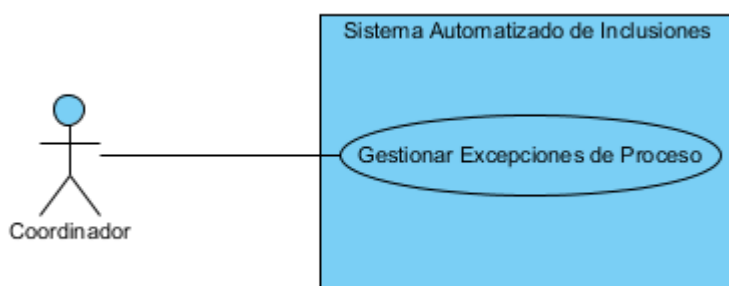 Sistema Automatizado de Inclusiones
Gestionar Excepciones de Proceso
Coordinador